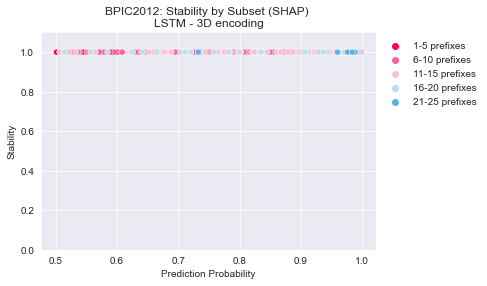 BPIC2012: Stability by Subset (SHAP)
LSTM - 3D encoding
1-5 prefixes
6-10 prefixes
11-15 prefixes
16-20 prefixes
21-25 prefixes
Stability
1.0
0.8
0.6
0.4
0.2
0.0
0.5 0.6 0.7 0.8 0.9 1.0
Prediction Probability